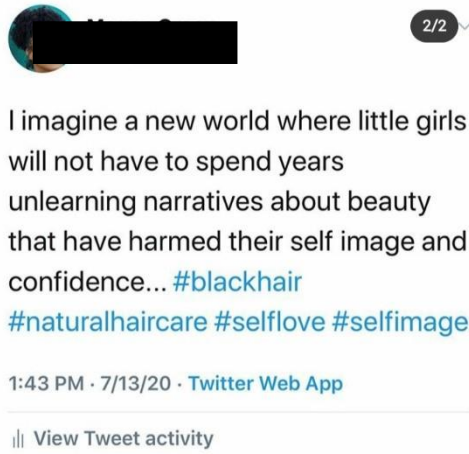 2/2
I imagine a new world where little girls
will not have to spend years
unlearning narratives about beauty
that have harmed their self image and
confidence... #blackhair
#naturalhaircare #selflove #selfimage
1:43 PM · 7/13/20 · Twitter Web App
View Tweet activity